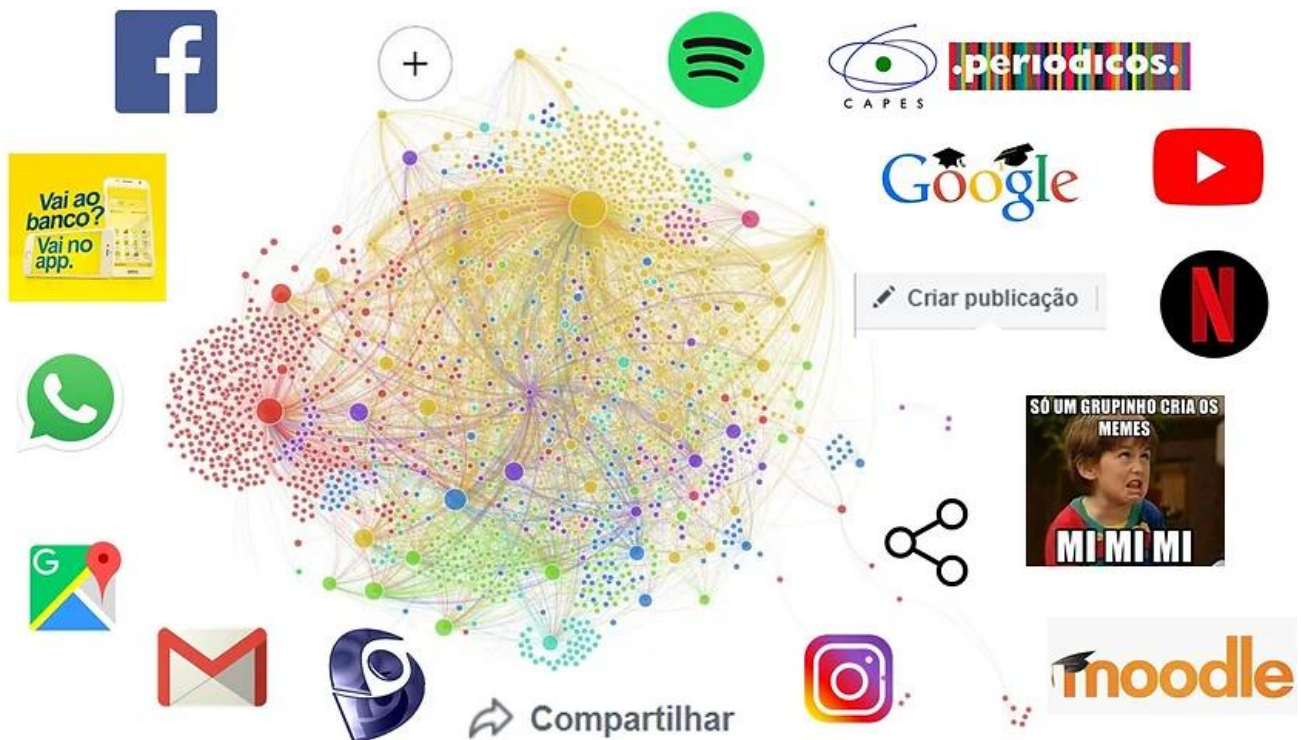 f
+
CAPES
.periodicos.
Google
Vai ao
banco?
Vai no
app.
Criar publicação
N
SÓ UM GRUPINHO CRIA OS
MEMES
MI MI MI
G
M
moodle
Compartilhar